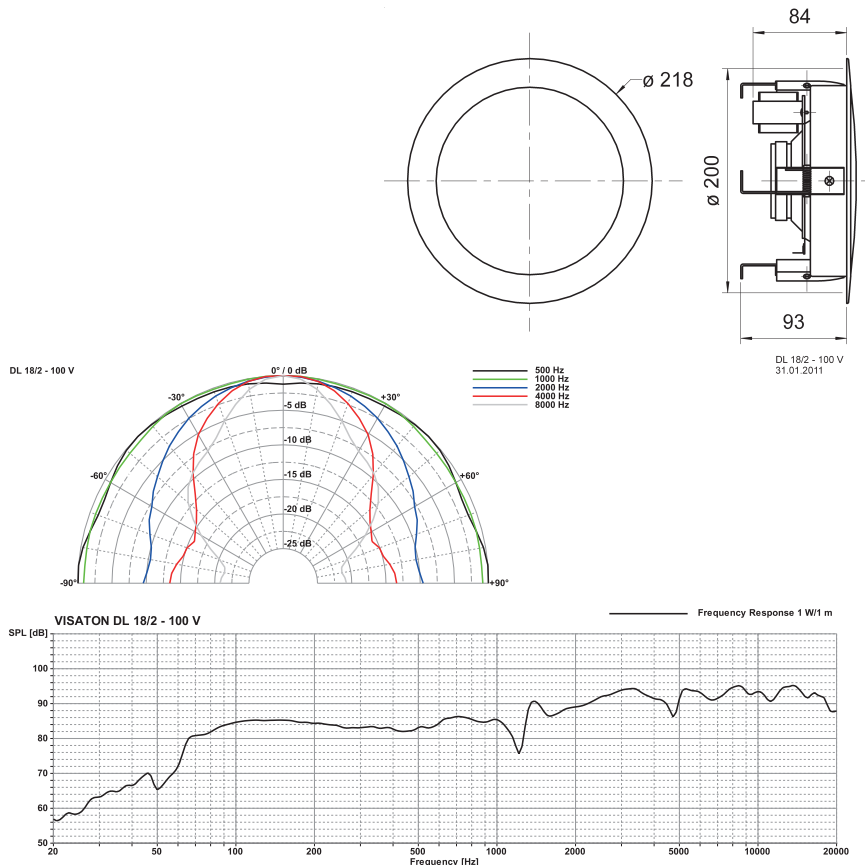 84
ø 218
ø 200
93
DL 18/2 - 100 V
31.01.2011
DL 18/2 - 100 V
0° / 0 dB
500 Hz
1000 Hz
2000 Hz
4000 Hz
8000 Hz
-30°
+30°
-5 dB
-10 dB
-60°
+60°
-15 dB
-20 dB
-25 dB
-90°
+90°
VISATON DL 18/2 - 100 V
Frequency Response 1 W/1 m
SPL [dB]
100
90
80
70
60
50
20
50
100
200
500
1000
2000
5000
10000
20000
Frequency [Hz]